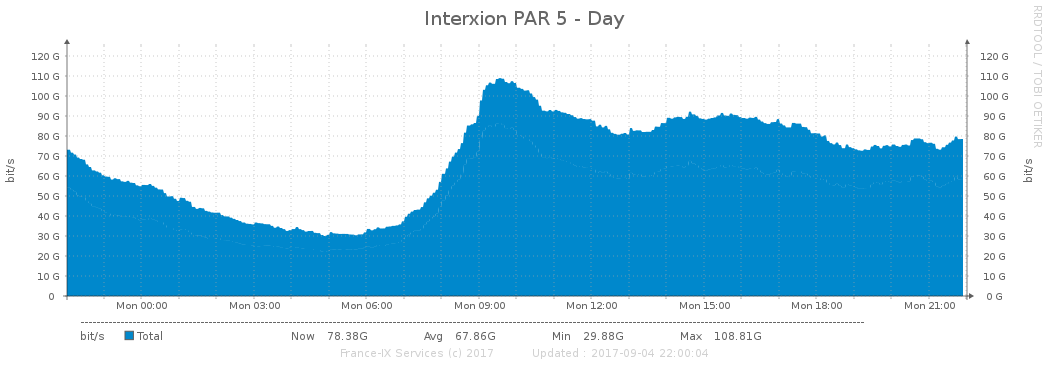 Interxion PAR 5 - Day
RRDTOOL / TOBI OETIKER
120 G 120 G
110 G 110 G
100 G 100 G
90 G 90 G
80 G 80 G
70 G 70 G
60 G 60 G
50 G 50 G
40 G 40 G
30 G 30 G
20 G 20 G
10 G 10 G
0 0 G
bit/s bit/s
Mon 00:00 Mon 03:00 Mon 06:00 Mon 09:00 Mon 12:00 Mon 15:00 Mon 18:00 Mon 21:00
bit/s Total Now 78.38G Avg 67.86G Min 29.88G Max 108.81G
France-IX Services (c) 2017 Updated : 2017-09-04 22:00:04